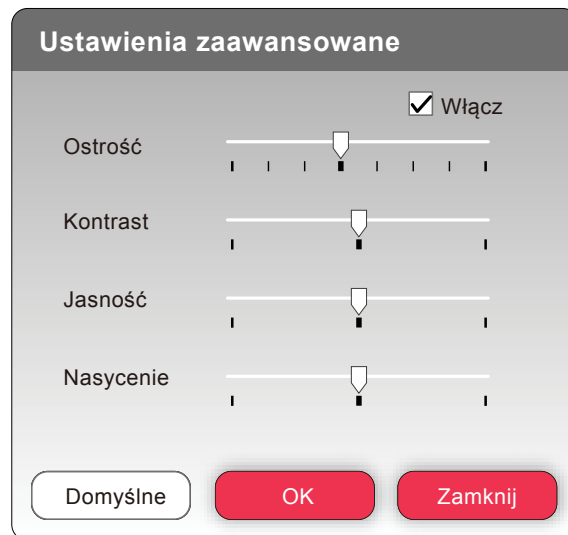 Ustawienia zaawansowane
Włącz
Ostrość
Kontrast
Jasność
Nasycenie
Domyślne OK Zamknij